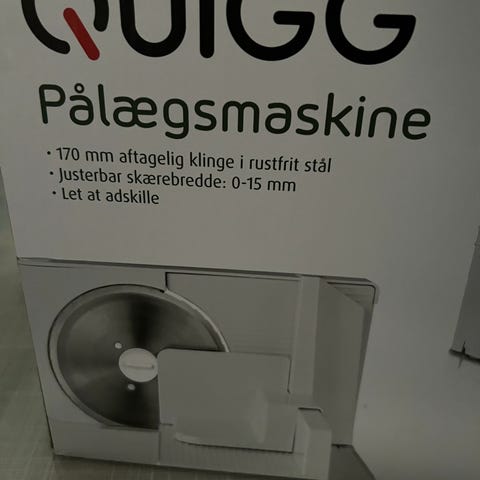 QUIGG
Pålægsmaskine
· 170 mm aftagelig klinge i rustfrit stål
· Justerbar skærebredde: 0-15 mm
· Let at adskille